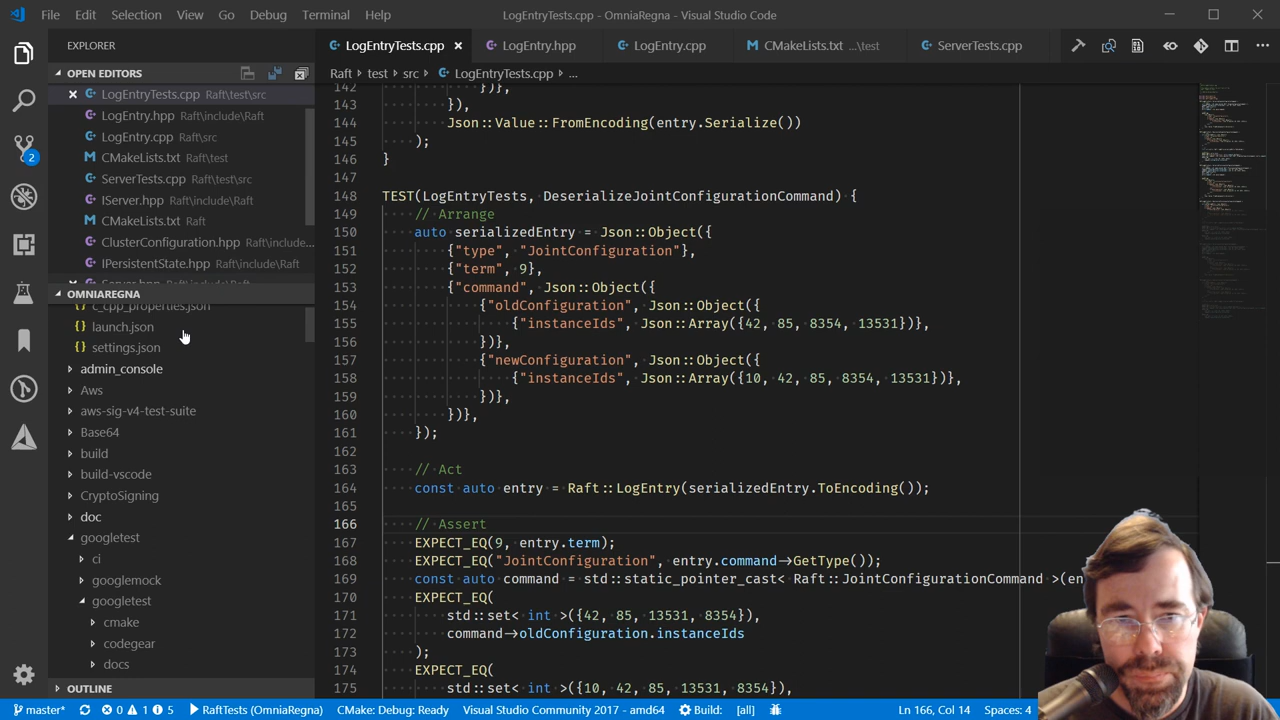 File Edit Selection View Go Debug Terminal Help LogEntryTests.cpp - OmniaRegna - Visual Studio Code
EXPLORER
LogEntryTests.cpp LogEntry.hpp LogEntry.cpp CMakeLists.txt ...\test ServerTests.cpp
OPEN EDITORS
Raft test src LogEntryTests.cpp ...
LogEntryTests.cpp Raft\test\src
LogEntry.hpp Raft\include\Raft
LogEntry.cpp Raft\src
CMakeLists.txt Raft\test
ServerTests.cpp Raft\test\src
IServer.hpp Raft\include\Raft
CMakeLists.txt Raft
ClusterConfiguration.hpp Raft\include...
IPersistentState.hpp Raft\include\Raft
Server.hpp Raft\include\Raft
2
OMNIAREGNA
c_cpp_properties.json
launch.json
settings.json
admin_console
Aws
aws-sig-v4-test-suite
Base64
build
build-vscode
CryptoSigning
doc
googletest
ci
googlemock
googletest
cmake
codegear
docs
OUTLINE
142 })},
143 }),
144 Json::Value::FromEncoding(entry.Serialize())
145 );
146 }
147
148 TEST(LogEntryTests, DeserializeJointConfigurationCommand) {
149 // Arrange
150 auto serializedEntry = Json::Object({
151 {"type", "JointConfiguration"},
152 {"term", 9},
153 {"command", Json::Object({
154 {"oldConfiguration", Json::Object({
155 {"instanceIds", Json::Array({42, 85, 8354, 13531})},
156 })},
157 {"newConfiguration", Json::Object({
158 {"instanceIds", Json::Array({10, 42, 85, 8354, 13531})},
159 })},
160 })},
161 });
162
163 // Act
164 const auto entry = Raft::LogEntry(serializedEntry.ToEncoding());
165
166 // Assert
167 EXPECT_EQ(9, entry.term);
168 EXPECT_EQ("JointConfiguration", entry.command->GetType());
169 const auto command = std::static_pointer_cast< Raft::JointConfigurationCommand >(en
170 EXPECT_EQ(
171 std::set< int >({42, 85, 13531, 8354}),
172 command->oldConfiguration.instanceIds
173 );
174 EXPECT_EQ(
175 std::set< int >({10, 42, 85, 13531, 8354}),
master* 0 1 5 RaftTests (OmniaRegna) CMake: Debug: Ready Visual Studio Community 2017 - amd64 Build: [all] Ln 166, Col 14 Spaces: 4